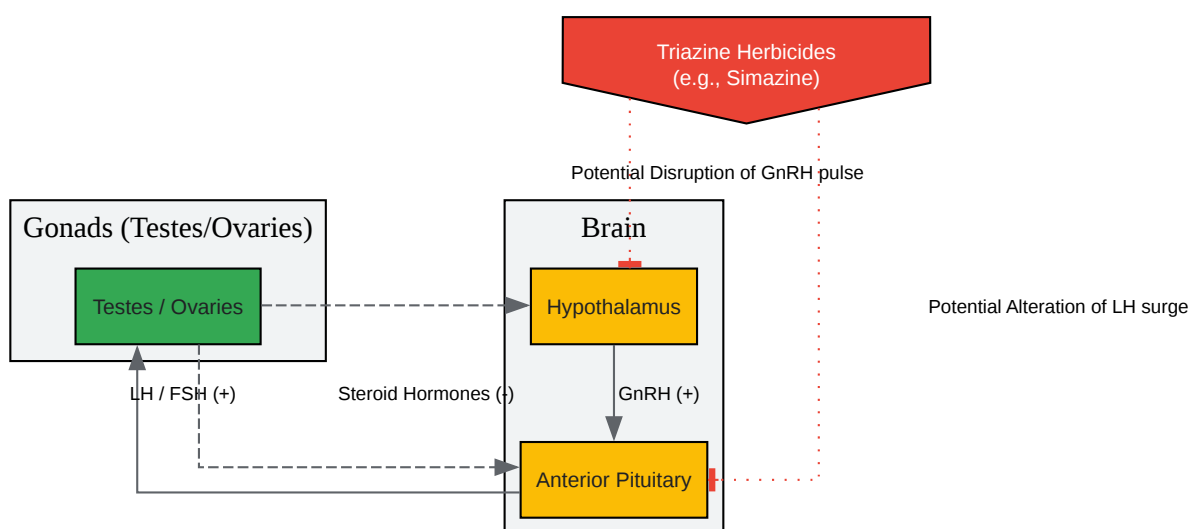 Triazine Herbicides
(e.g., Simazine)
Potential Disruption of GnRH pulse
Gonads (Testes/Ovaries)
Brain
Testes / Ovaries
Hypothalamus
Potential Alteration of LH surge
LH / FSH (+)
Steroid Hormones (-)
GnRH (+)
Anterior Pituitary